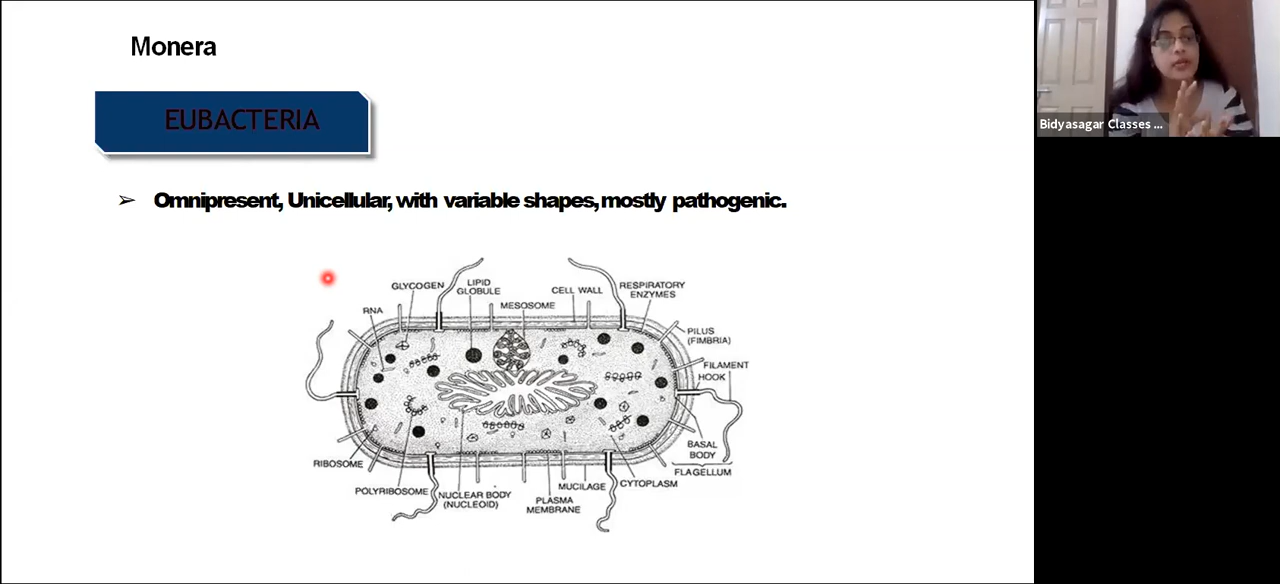 Monera
EUBACTERIA
➢ Omnipresent, Unicellular, with variable shapes, mostly pathogenic.
GLYCOGEN
LIPID
GLOBULE
MESOSOME
CELL WALL
RESPIRATORY
ENZYMES
RNA
PILUS
(FIMBRIA)
FILAMENT
HOOK
BASAL
BODY
FLAGELLUM
RIBOSOME
POLYRIBOSOME
NUCLEAR BODY
(NUCLEOID)
PLASMA
MEMBRANE
MUCILAGE
CYTOPLASM
Bidyasagar Classes ...